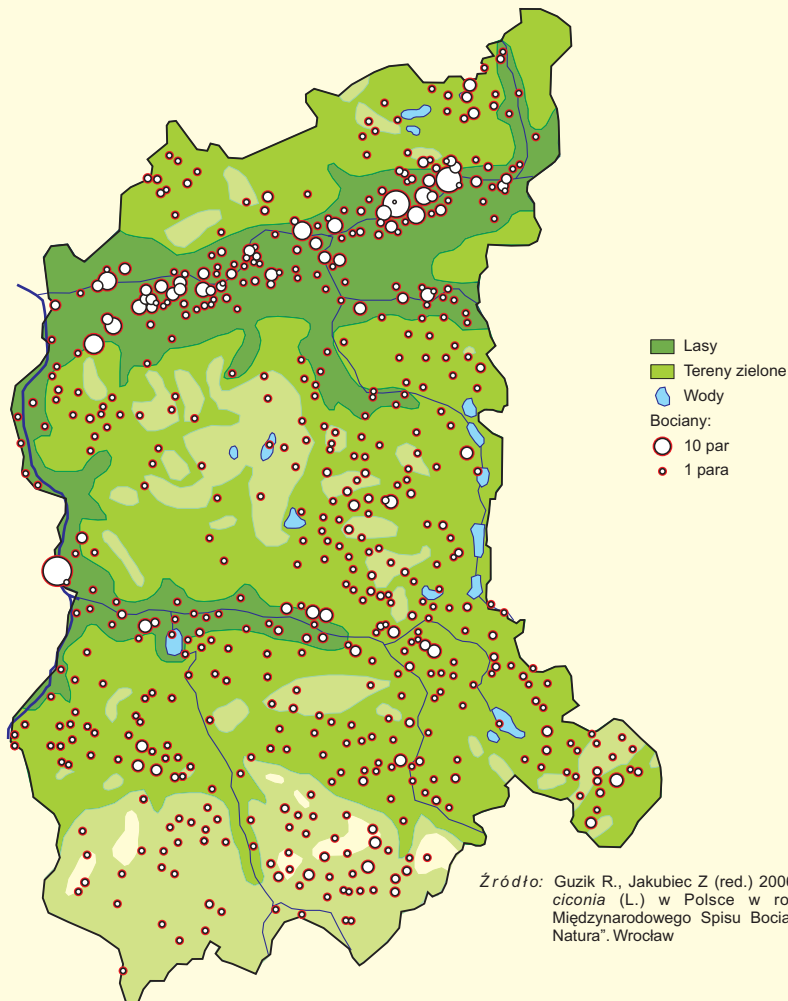 Lasy
Tereny zielone
Wody
Bociany:
10 par
1 para
Źródło: Guzik R., Jakubiec Z (red.) 200
ciconia (L.) w Polsce w ro
Międzynarodowego Spisu Bocia
Natura”. Wrocław